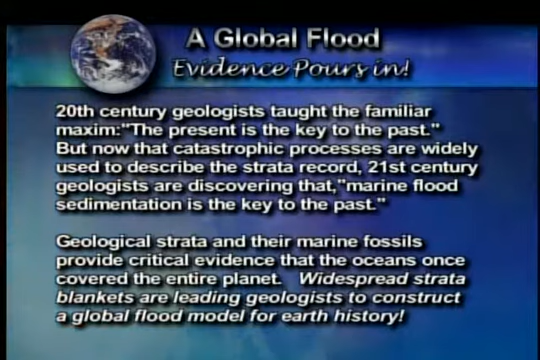 A Global Flood
Evidence Pours in!
20th century geologists taught the familiar
maxim:"The present is the key to the past."
But now that catastrophic processes are widely
used to describe the strata record, 21st century
geologists are discovering that,"marine flood
sedimentation is the key to the past."
Geological strata and their marine fossils
provide critical evidence that the oceans once
covered the entire planet. Widespread strata
blankets are leading geologists to construct
a global flood model for earth history!